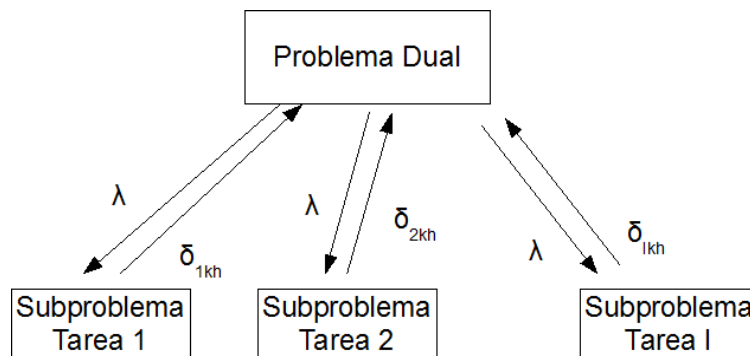 Problema Dual
λ
δ1kh
λ
δ2kh
λ
δIkh
Subproblema
Tarea 1
Subproblema
Tarea 2
Subproblema
Tarea I